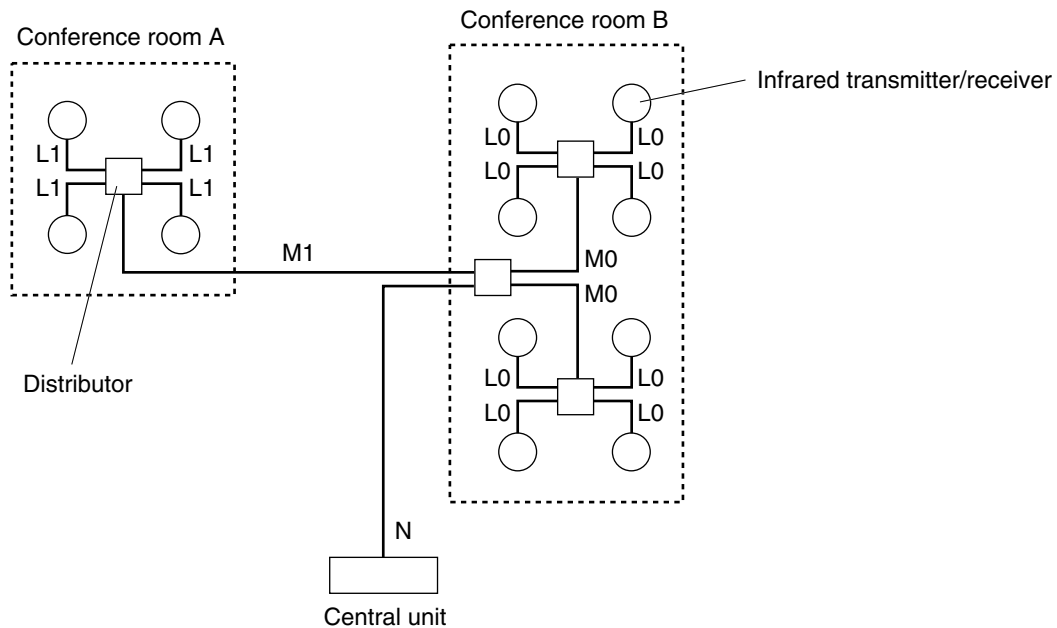 Conference room A
Conference room B
Infrared transmitter/receiver
L1
L1
L1
L1
L0
L0
L0
L0
M1
M0
M0
L0
L0
L0
L0
Distributor
N
Central unit